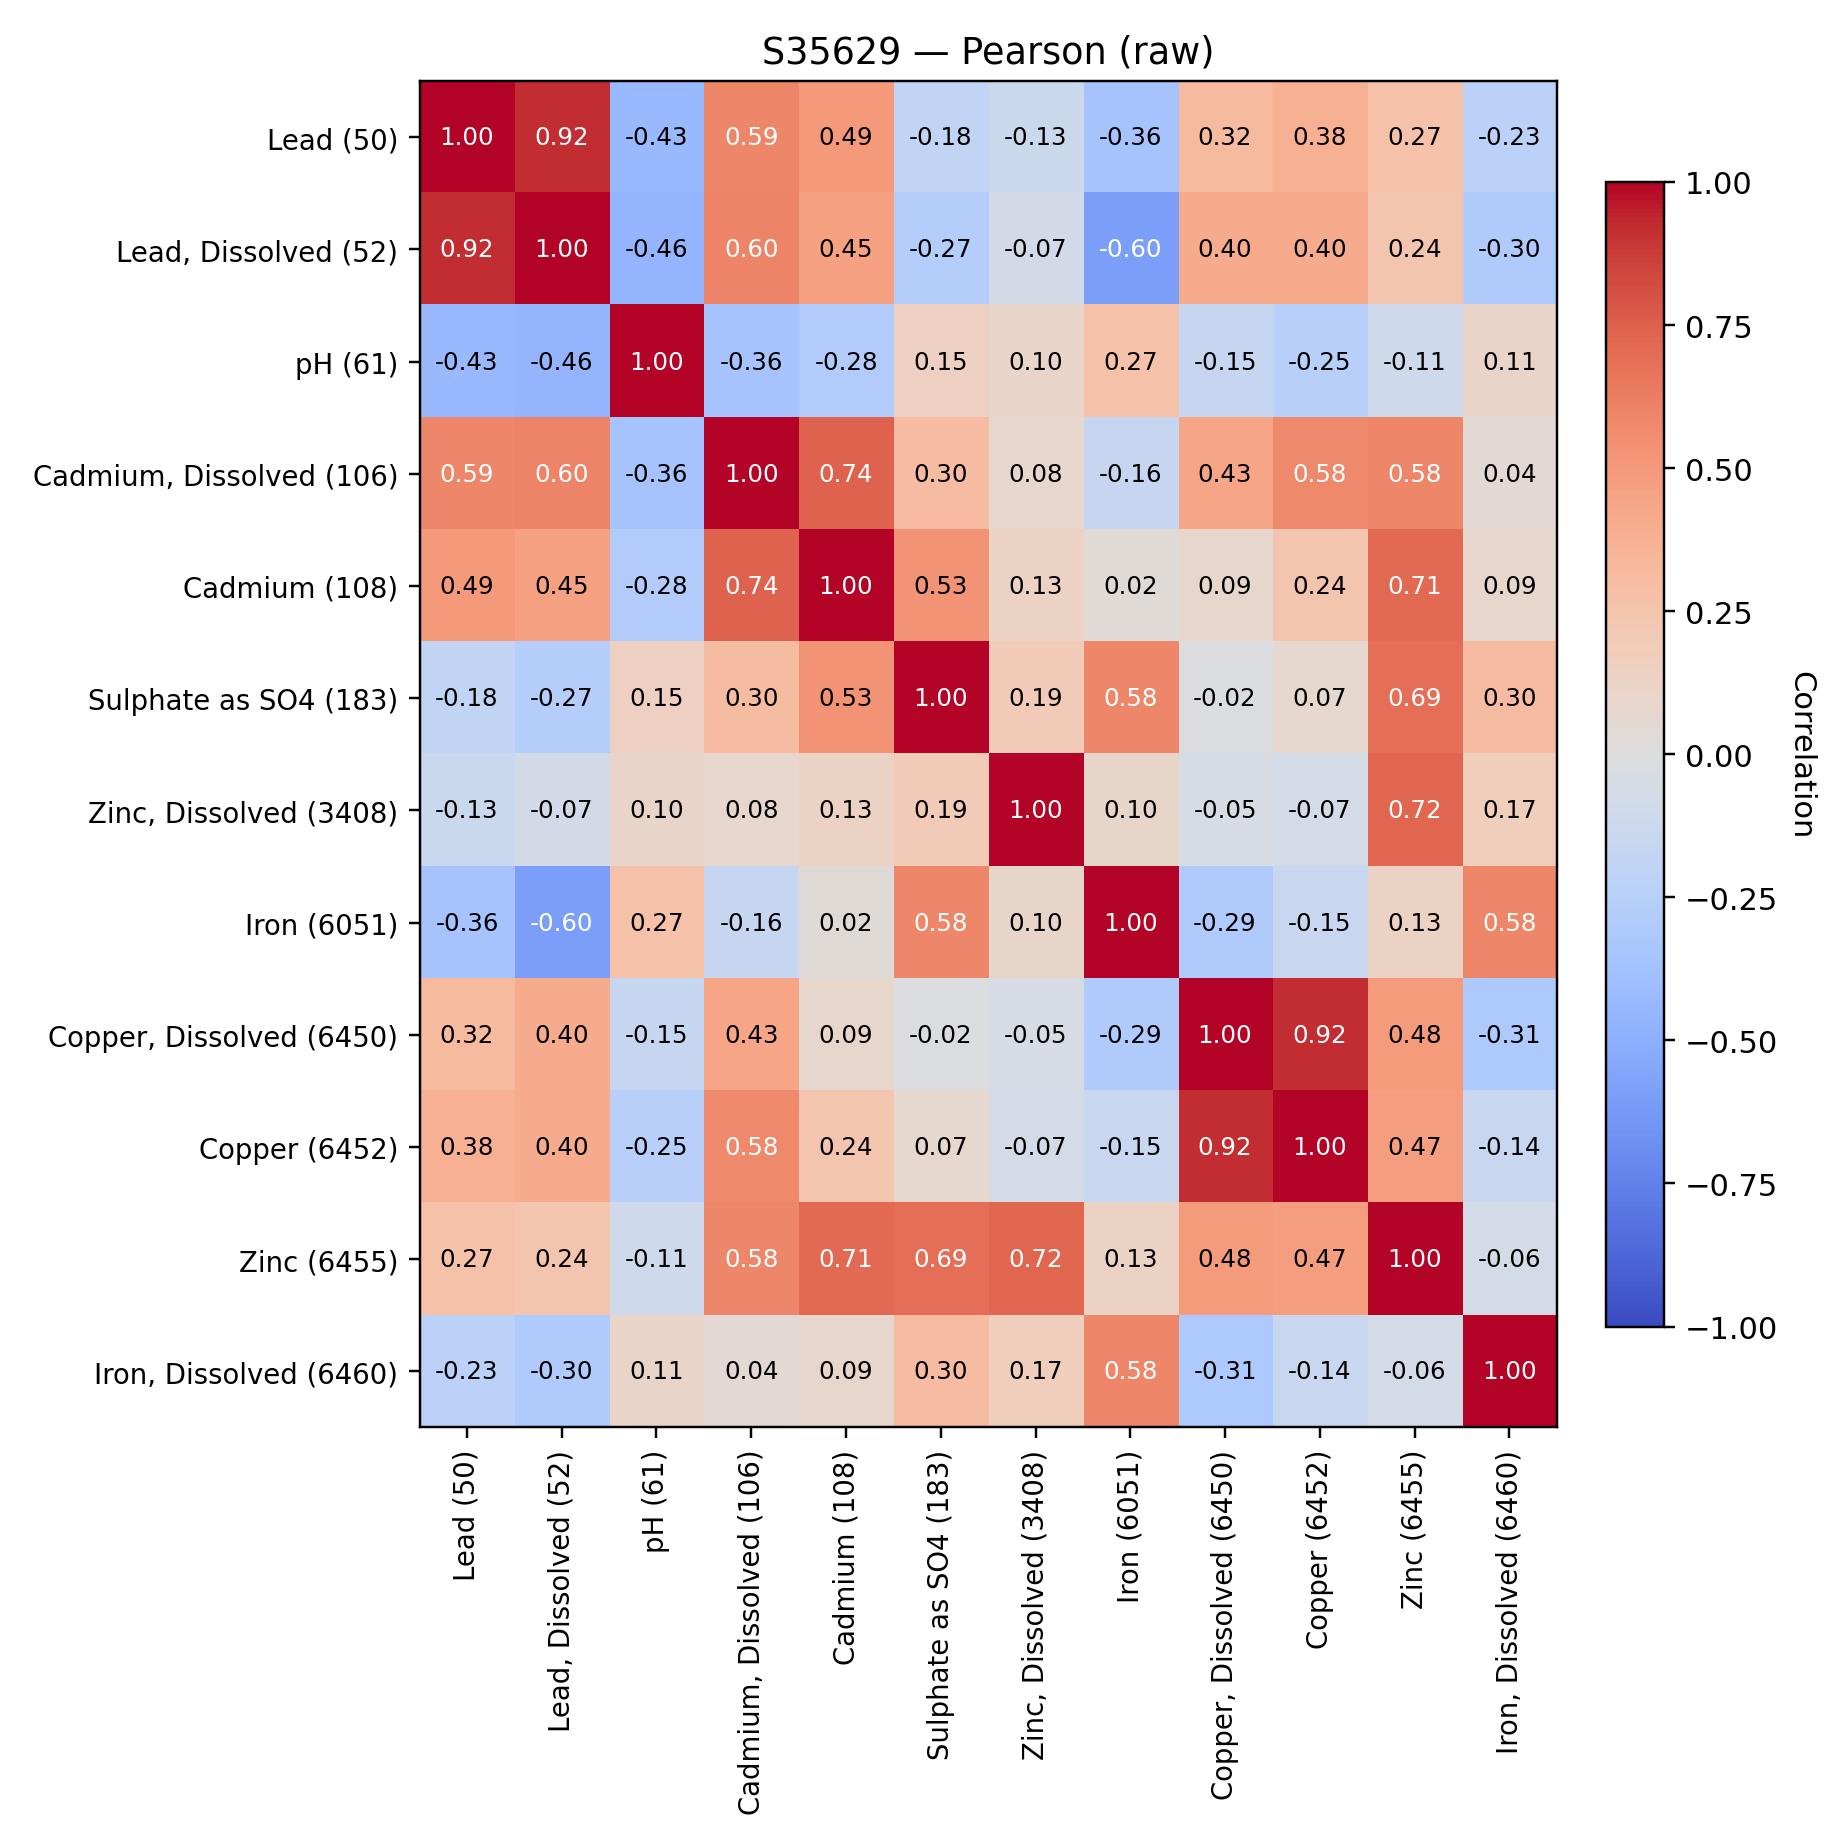 S35629 — Pearson (raw)
Lead (50) 1.00 0.92 -0.43 0.59 0.49 -0.18 -0.13 -0.36 0.32 0.38 0.27 -0.23
Lead, Dissolved (52) 0.92 1.00 -0.46 0.60 0.45 -0.27 -0.07 -0.60 0.40 0.40 0.24 -0.30
pH (61) -0.43 -0.46 1.00 -0.36 -0.28 0.15 0.10 0.27 -0.15 -0.25 -0.11 0.11
Cadmium, Dissolved (106) 0.59 0.60 -0.36 1.00 0.74 0.30 0.08 -0.16 0.43 0.58 0.58 0.04
Cadmium (108) 0.49 0.45 -0.28 0.74 1.00 0.53 0.13 0.02 0.09 0.24 0.71 0.09
Sulphate as SO4 (183) -0.18 -0.27 0.15 0.30 0.53 1.00 0.19 0.58 -0.02 0.07 0.69 0.30
Zinc, Dissolved (3408) -0.13 -0.07 0.10 0.08 0.13 0.19 1.00 0.10 -0.05 -0.07 0.72 0.17
Iron (6051) -0.36 -0.60 0.27 -0.16 0.02 0.58 0.10 1.00 -0.29 -0.15 0.13 0.58
Copper, Dissolved (6450) 0.32 0.40 -0.15 0.43 0.09 -0.02 -0.05 -0.29 1.00 0.92 0.48 -0.31
Copper (6452) 0.38 0.40 -0.25 0.58 0.24 0.07 -0.07 -0.15 0.92 1.00 0.47 -0.14
Zinc (6455) 0.27 0.24 -0.11 0.58 0.71 0.69 0.72 0.13 0.48 0.47 1.00 -0.06
Iron, Dissolved (6460) -0.23 -0.30 0.11 0.04 0.09 0.30 0.17 0.58 -0.31 -0.14 -0.06 1.00
Lead (50)
Lead, Dissolved (52)
pH (61)
Cadmium, Dissolved (106)
Cadmium (108)
Sulphate as SO4 (183)
Zinc, Dissolved (3408)
Iron (6051)
Copper, Dissolved (6450)
Copper (6452)
Zinc (6455)
Iron, Dissolved (6460)
1.00
0.75
0.50
0.25
0.00
−0.25
−0.50
−0.75
−1.00
Correlation